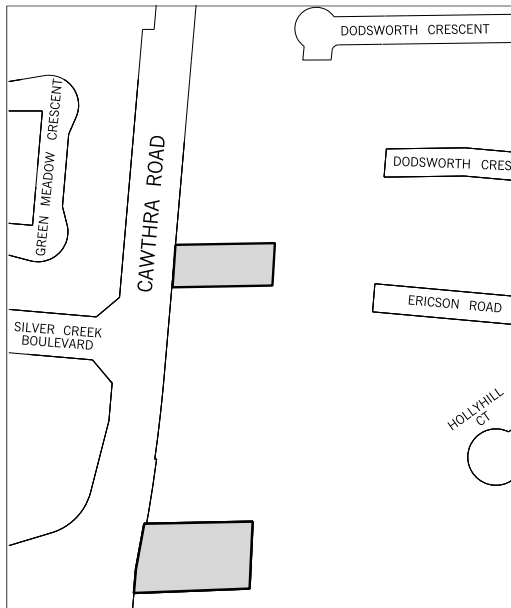 DODSWORTH CRESCENT
GREEN MEADOW CRESCENT
CAWTHRA ROAD
DODSWORTH CRES
ERICSON ROAD
SILVER CREEK
BOULEVARD
HOLLYHILL
CT